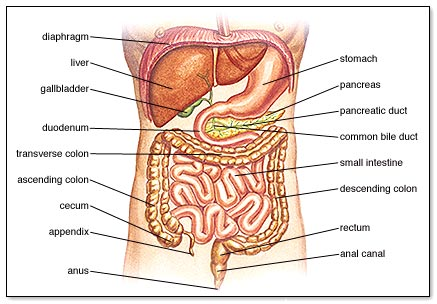 diaphragm
liver
gallbladder
duodenum
transverse colon
ascending colon
cecum
appendix
anus
stomach
pancreas
pancreatic duct
common bile duct
small intestine
descending colon
rectum
anal canal